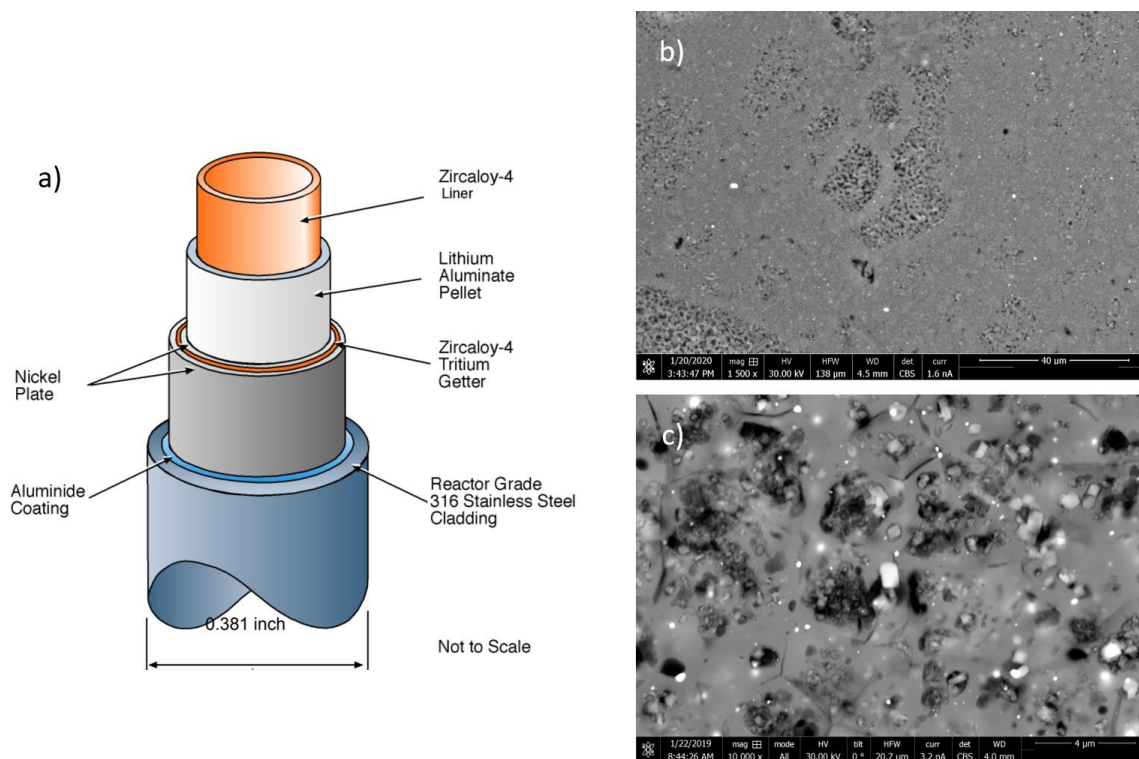 a)
Zircaloy-4
Liner
Lithium
Aluminate
Pellet
Zircaloy-4
Tritium
Getter
Nickel
Plate
Aluminide
Coating
Reactor Grade
316 Stainless Steel
Cladding
0.381 inch
Not to Scale
b)
1/20/2020 mag HV HFW WD det curr 40 µm
3:43:47 PM 1 500 x 30.00 kV 138 µm 4.5 mm CBS 1.6 nA
c)
1/22/2019 mag mode HV tilt HFW curr det WD 4 µm
8:44:26 AM 10 000 x All 30.00 kV 0 ° 20.7 µm 3.2 nA CBS 4.0 mm